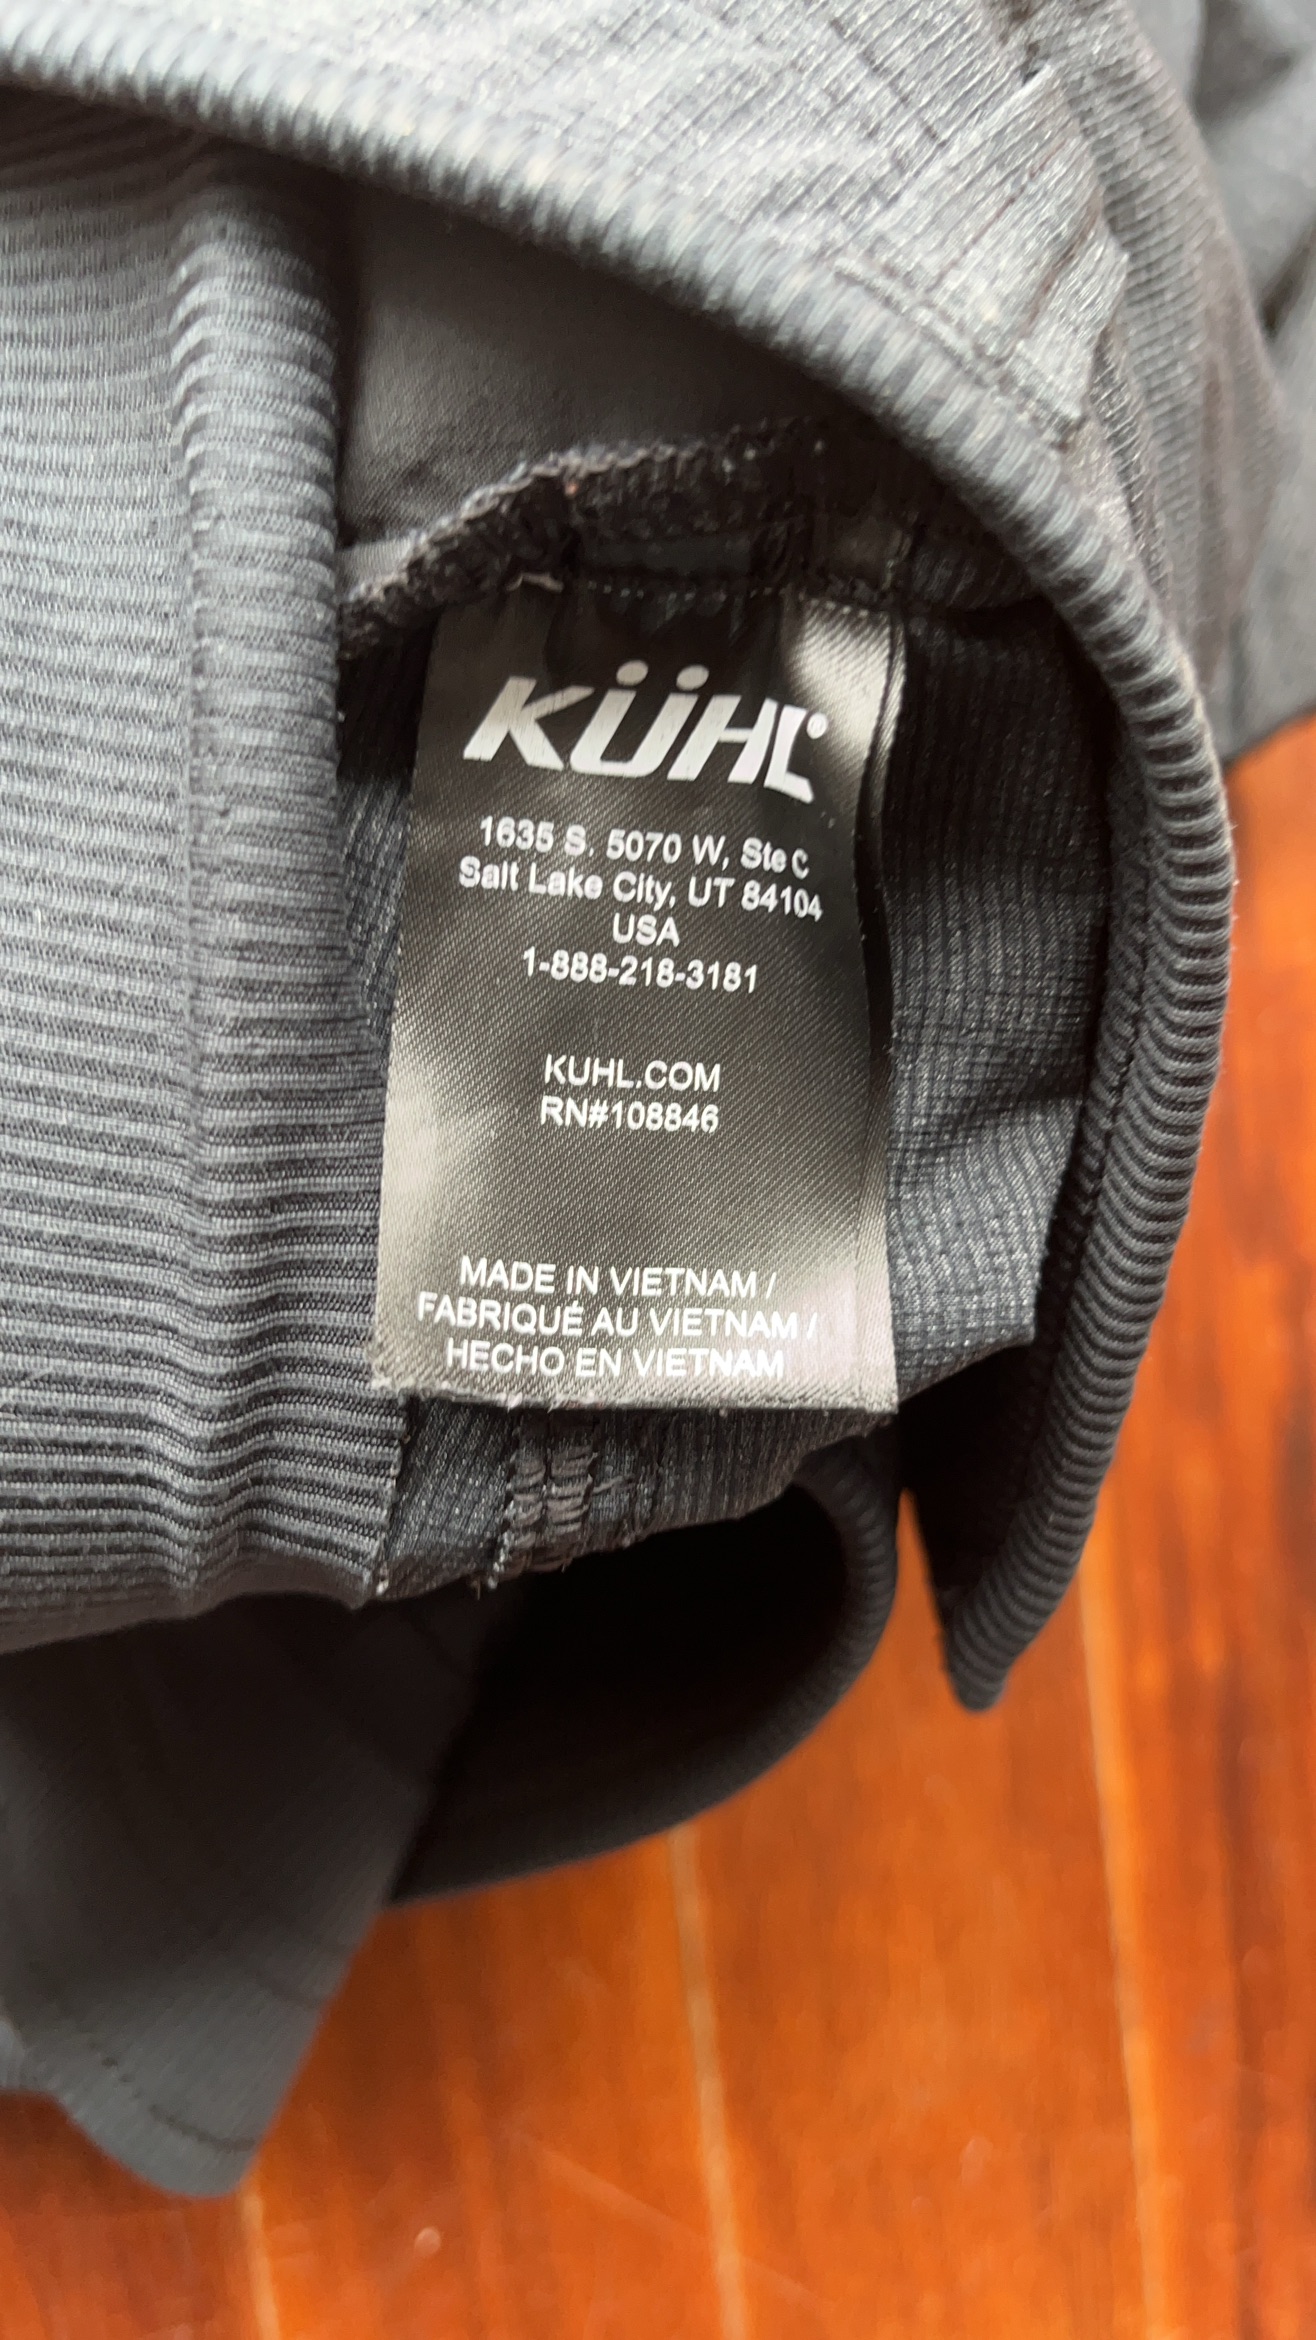 KÜHL®
1635 S. 5070 W, Ste C
Salt Lake City, UT 84104
USA
1-888-218-3181
KUHL.COM
RN#108846
MADE IN VIETNAM /
FABRIQUÉ AU VIETNAM /
HECHO EN VIETNAM